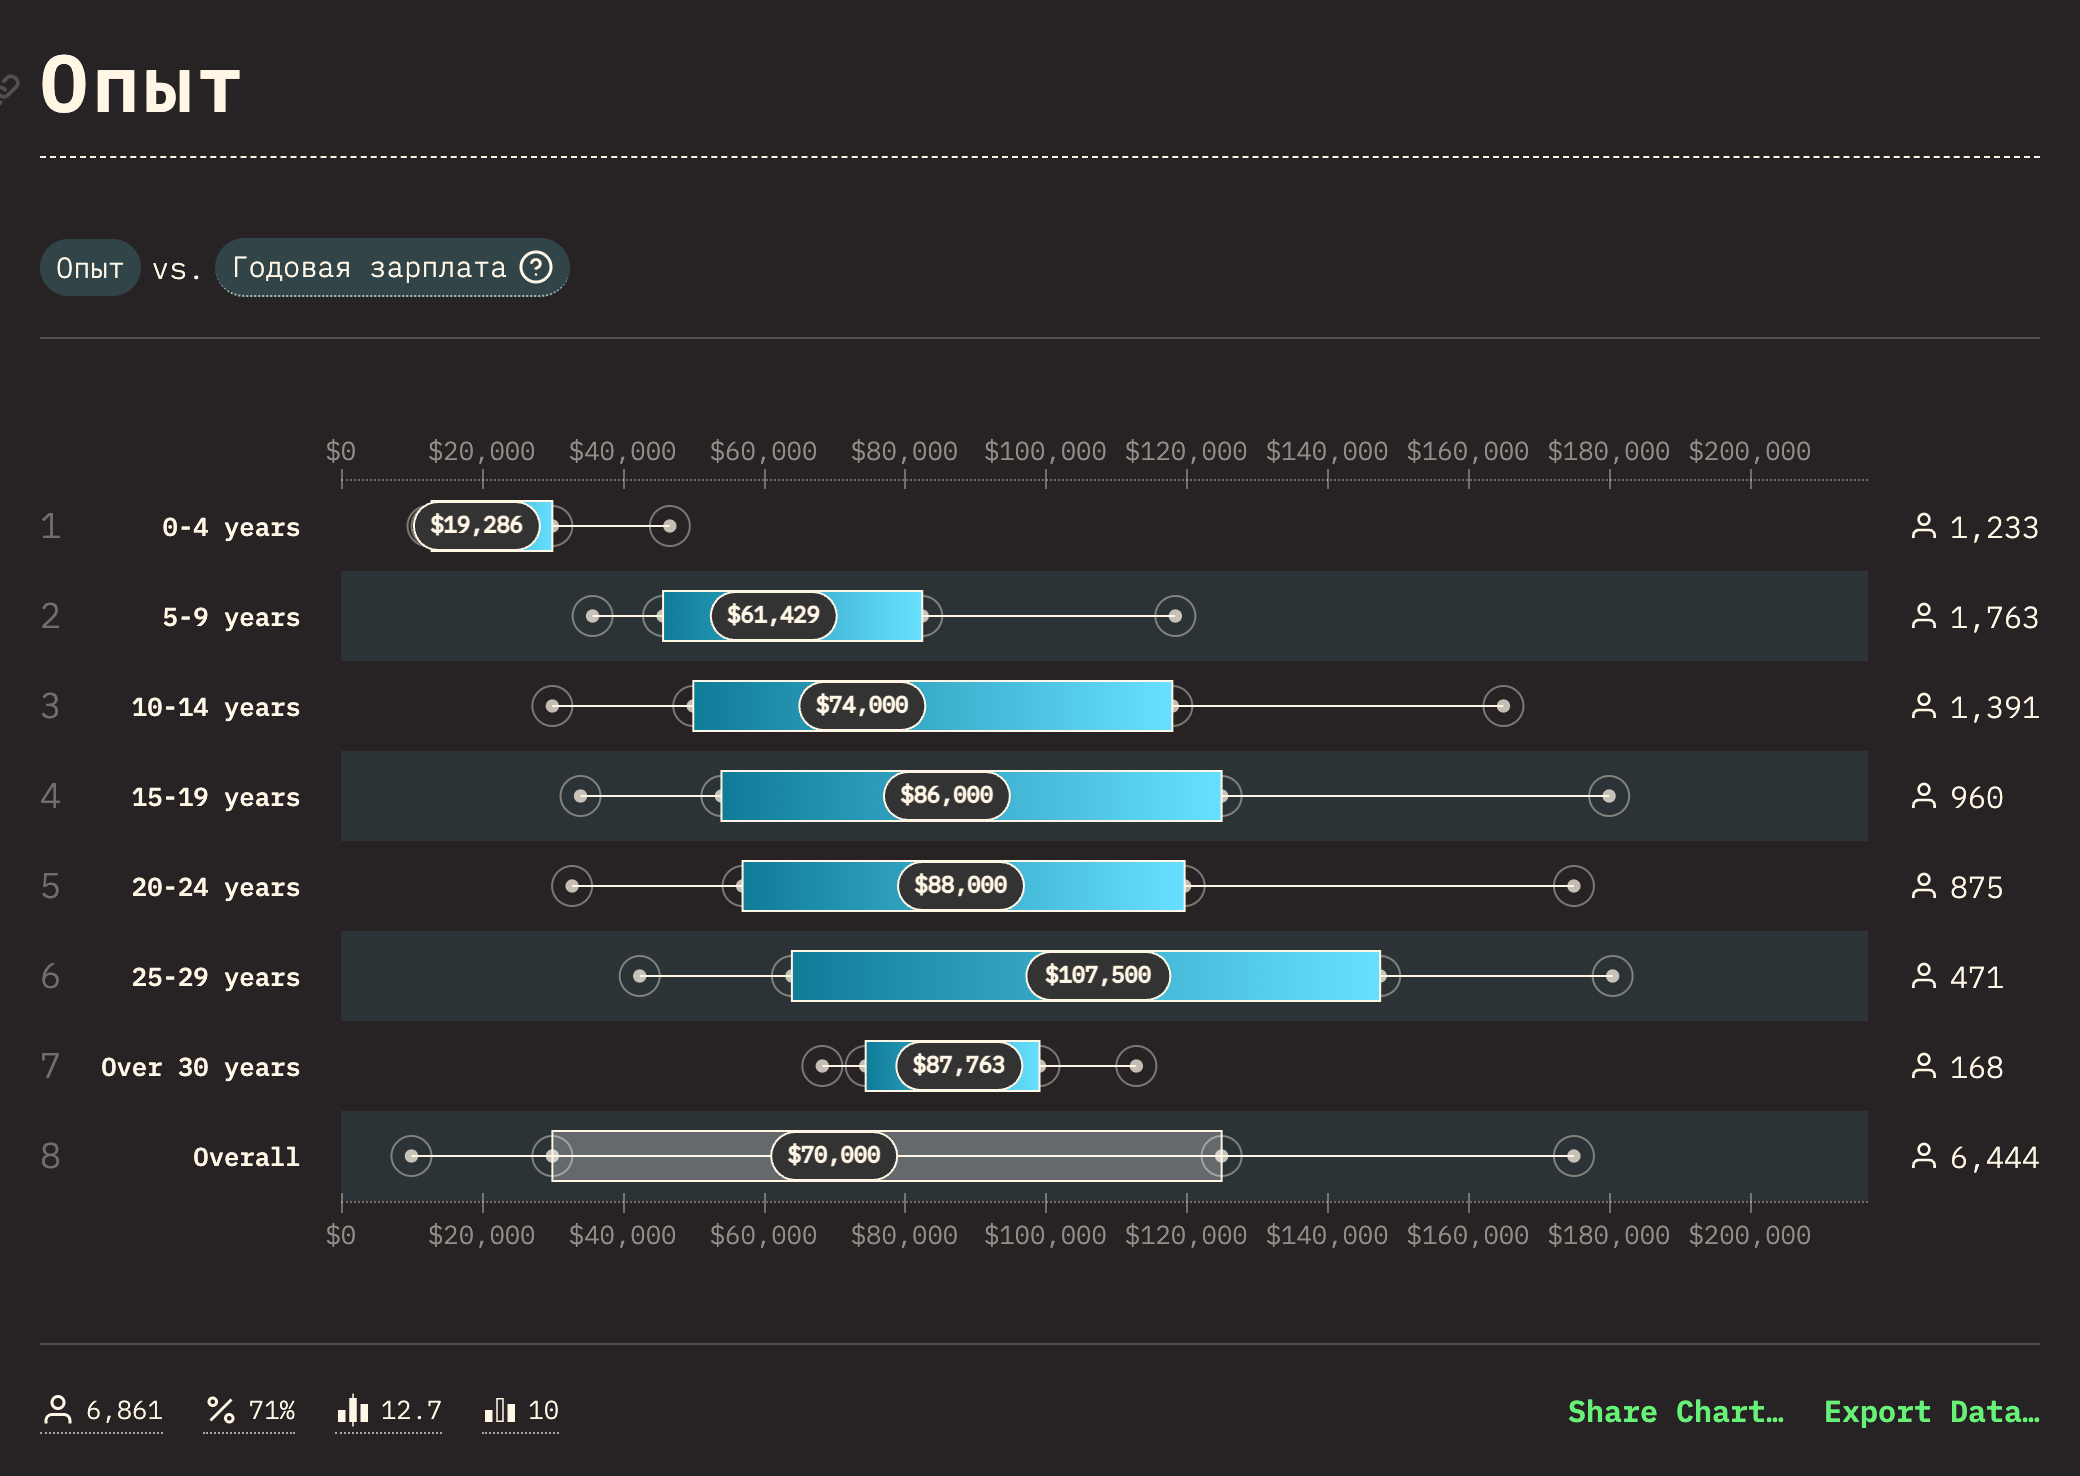 Опыт
Опыт vs. Годовая зарплата ?
$0 $20,000 $40,000 $60,000 $80,000 $100,000 $120,000 $140,000 $160,000 $180,000 $200,000
1 0-4 years $19,286 1,233
2 5-9 years $61,429 1,763
3 10-14 years $74,000 1,391
4 15-19 years $86,000 960
5 20-24 years $88,000 875
6 25-29 years $107,500 471
7 Over 30 years $87,763 168
8 Overall $70,000 6,444
$0 $20,000 $40,000 $60,000 $80,000 $100,000 $120,000 $140,000 $160,000 $180,000 $200,000
6,861 % 71% 12.7 10 Share Chart… Export Data…